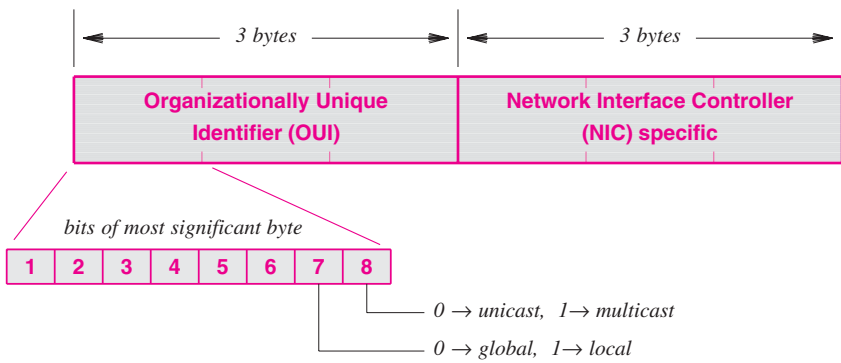 3 bytes 3 bytes
Organizationally Unique
Identifier (OUI)
Network Interface Controller
(NIC) specific
bits of most significant byte
1 2 3 4 5 6 7 8
0 → unicast, 1→ multicast
0 → global, 1→ local